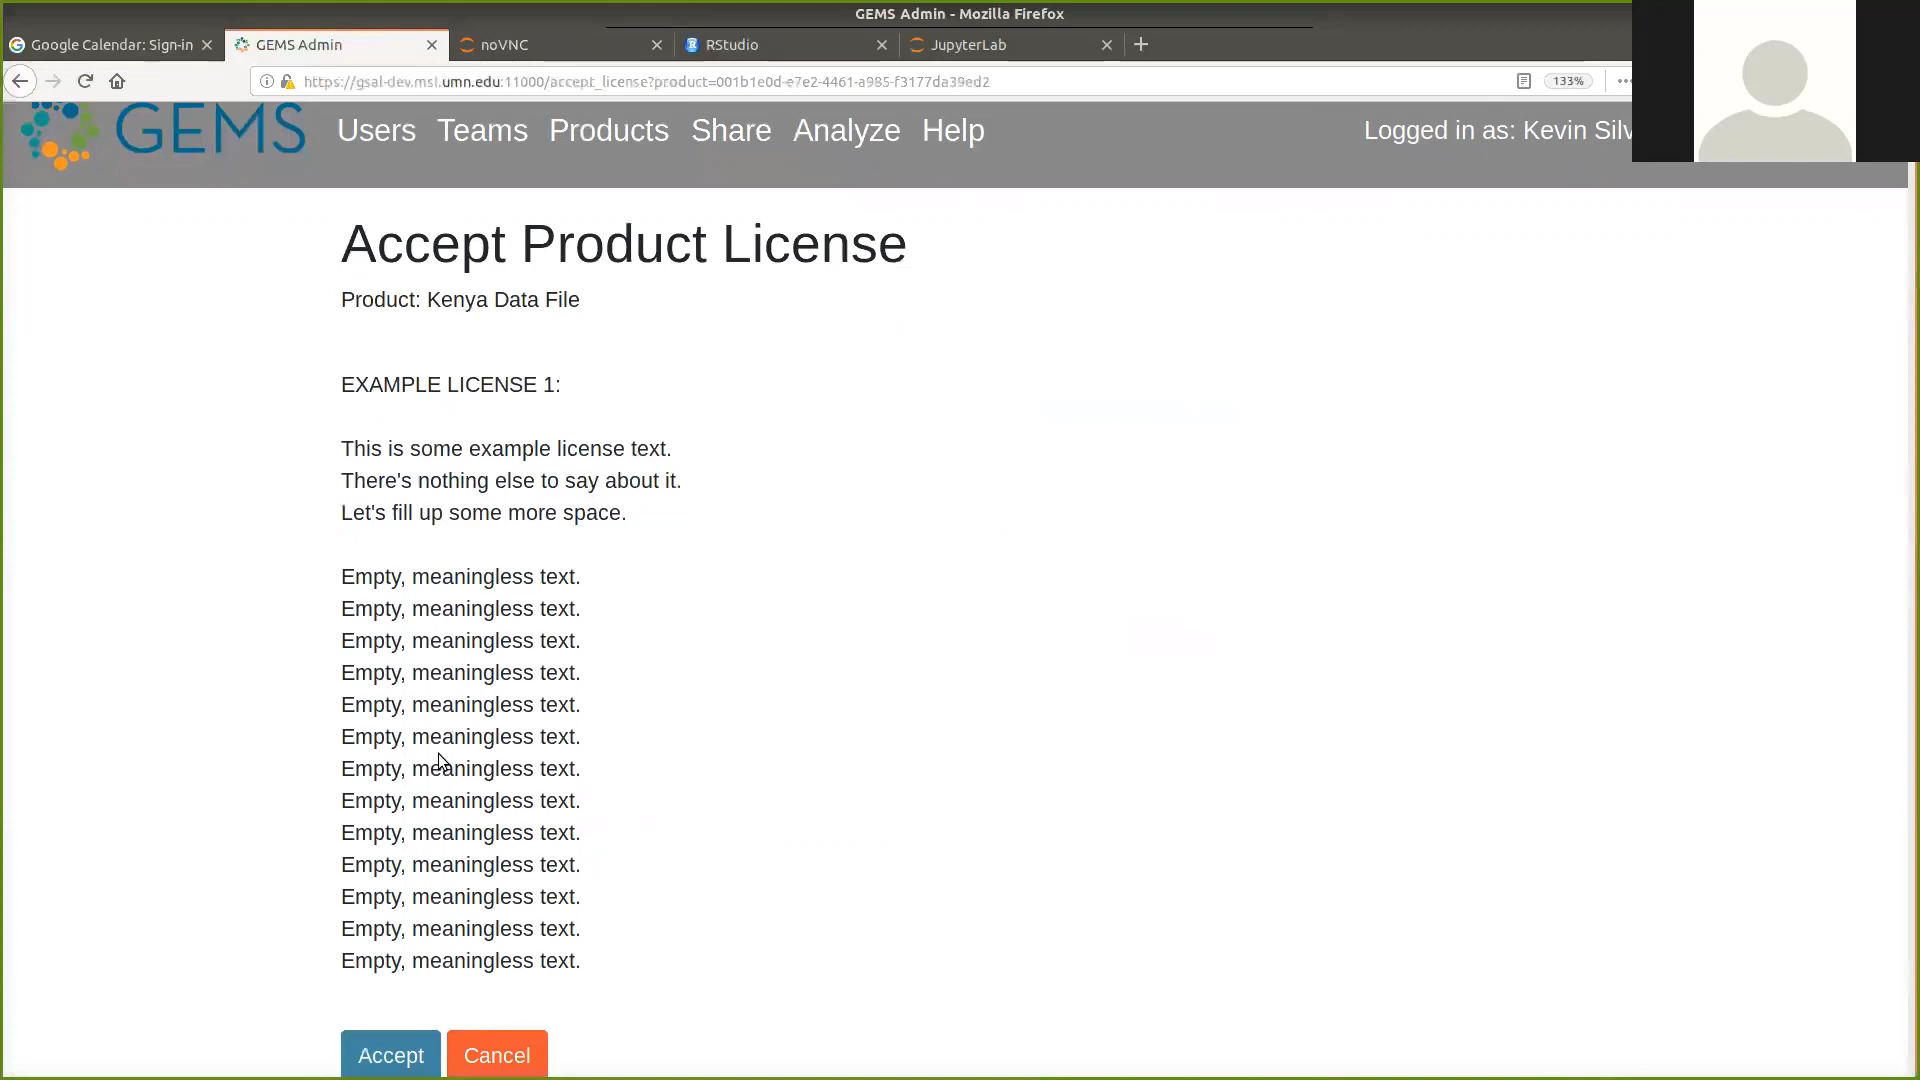 GEMS Admin - Mozilla Firefox
Google Calendar: Sign-in
GEMS Admin
noVNC
RStudio
JupyterLab
https://gsal-dev.msi.umn.edu:11000/accept_license?product=001b1e0d-e7e2-4461-a985-f3177da39ed2
133%
GEMS
Users
Teams
Products
Share
Analyze
Help
Logged in as: Kevin Silv
Accept Product License
Product: Kenya Data File
EXAMPLE LICENSE 1:
This is some example license text.
There's nothing else to say about it.
Let's fill up some more space.
Empty, meaningless text.
Empty, meaningless text.
Empty, meaningless text.
Empty, meaningless text.
Empty, meaningless text.
Empty, meaningless text.
Empty, meaningless text.
Empty, meaningless text.
Empty, meaningless text.
Empty, meaningless text.
Empty, meaningless text.
Empty, meaningless text.
Empty, meaningless text.
Accept
Cancel